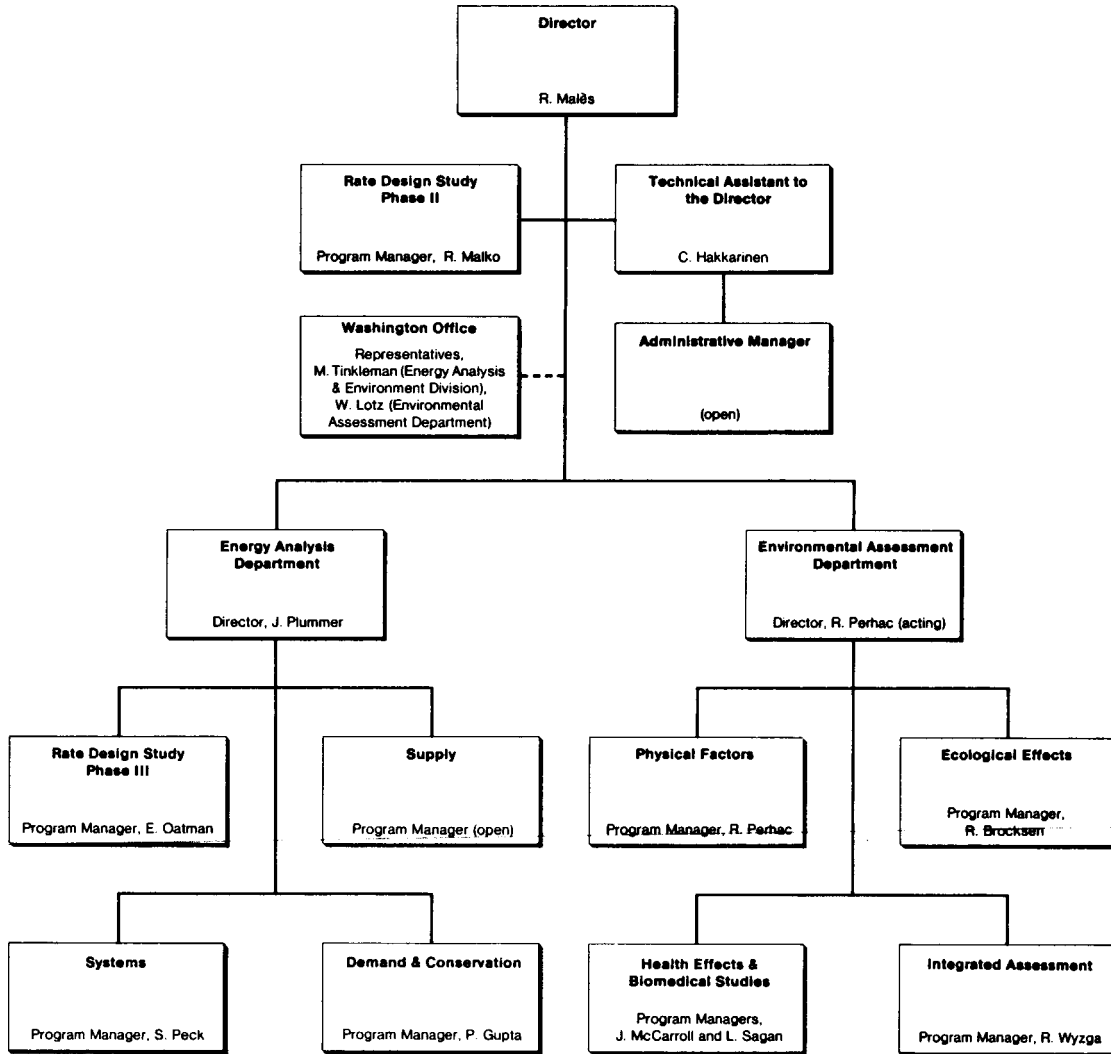 Director
R. Malès
Rate Design Study
Phase II
Program Manager, R. Malko
Technical Assistant to
the Director
C. Hakkarinen
Washington Office
Representatives,
M. Tinkleman (Energy Analysis
& Environment Division),
W. Lotz (Environmental
Assessment Department)
Administrative Manager
(open)
Energy Analysis
Department
Director, J. Plummer
Environmental Assessment
Department
Director, R. Perhac (acting)
Rate Design Study
Phase III
Program Manager, E. Oatman
Supply
Program Manager (open)
Physical Factors
Program Manager, R. Perhac
Ecological Effects
Program Manager,
R. Brocksen
Systems
Program Manager, S. Peck
Demand & Conservation
Program Manager, P. Gupta
Health Effects &
Biomedical Studies
Program Managers,
J. McCarroll and L. Sagan
Integrated Assessment
Program Manager, R. Wyzga